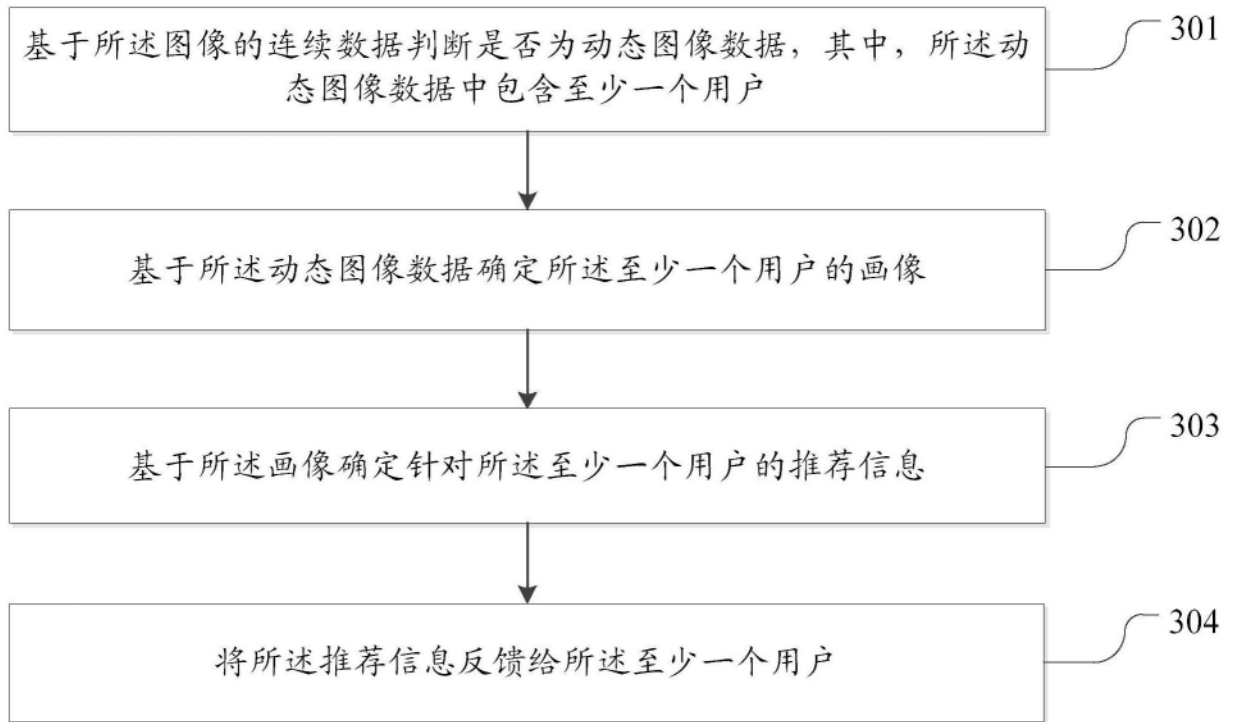 基于所述图像的连续数据判断是否为动态图像数据，其中，所述动
态图像数据中包含至少一个用户
301
基于所述动态图像数据确定所述至少一个用户的画像
302
基于所述画像确定针对所述至少一个用户的推荐信息
303
将所述推荐信息反馈给所述至少一个用户
304